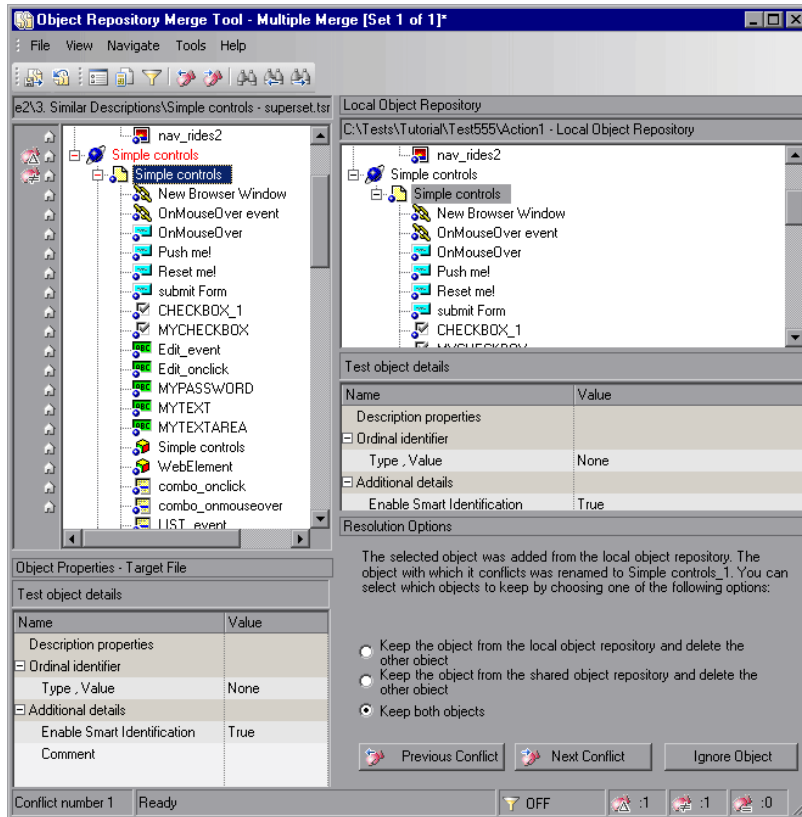 Object Repository Merge Tool - Multiple Merge [Set 1 of 1]*
File View Navigate Tools Help
e2\3. Similar Descriptions\Simple controls - superset.tsr
nav_rides2
Simple controls
Simple controls
New Browser Window
OnMouseOver event
OnMouseOver
Push me!
Reset me!
submit Form
CHECKBOX_1
MYCHECKBOX
Edit_event
Edit_onclick
MYPASSWORD
MYTEXT
MYTEXTAREA
Simple controls
WebElement
combo_onclick
combo_onmouseover
LIST_event
Object Properties - Target File
Test object details
Name Value
Description properties
Ordinal identifier
Type , Value None
Additional details
Enable Smart Identification True
Comment
Local Object Repository
C:\Tests\Tutorial\Test555\Action1 - Local Object Repository
nav_rides2
Simple controls
Simple controls
New Browser Window
OnMouseOver event
OnMouseOver
Push me!
Reset me!
submit Form
CHECKBOX_1
MYCHECKBOX
Test object details
Name Value
Description properties
Ordinal identifier
Type , Value None
Additional details
Enable Smart Identification True
Resolution Options
The selected object was added from the local object repository. The
object with which it conflicts was renamed to Simple controls_1. You can
select which objects to keep by choosing one of the following options:
Keep the object from the local object repository and delete the
other object
Keep the object from the shared object repository and delete the
other object
Keep both objects
Previous Conflict Next Conflict Ignore Object
Conflict number 1 Ready OFF :1 :1 :0